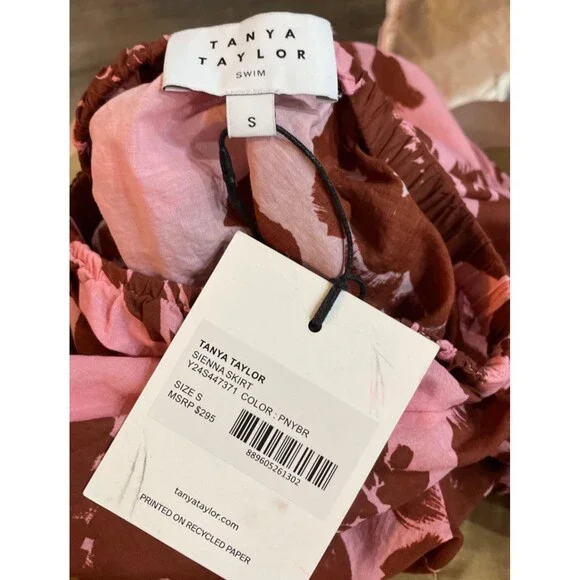 TANYA
TAYLOR
SWIM
S
TANYA TAYLOR
SIENNA SKIRT
Y24S447371 COLOR : PNYBR
SIZE S
MSRP $295
889605261302
tanyataylor.com
PRINTED ON RECYCLED PAPER